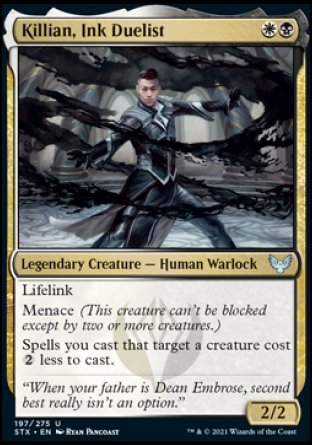 Killian, Ink Duelist
Legendary Creature — Human Warlock
Lifelink
Menace (This creature can't be blocked
except by two or more creatures.)
Spells you cast that target a creature cost
2 less to cast.
"When your father is Dean Embrose, second
best really isn't an option."
2/2
197/275 U
STX • EN Ryan Pancoast
™ & © 2021 Wizards of the Coast